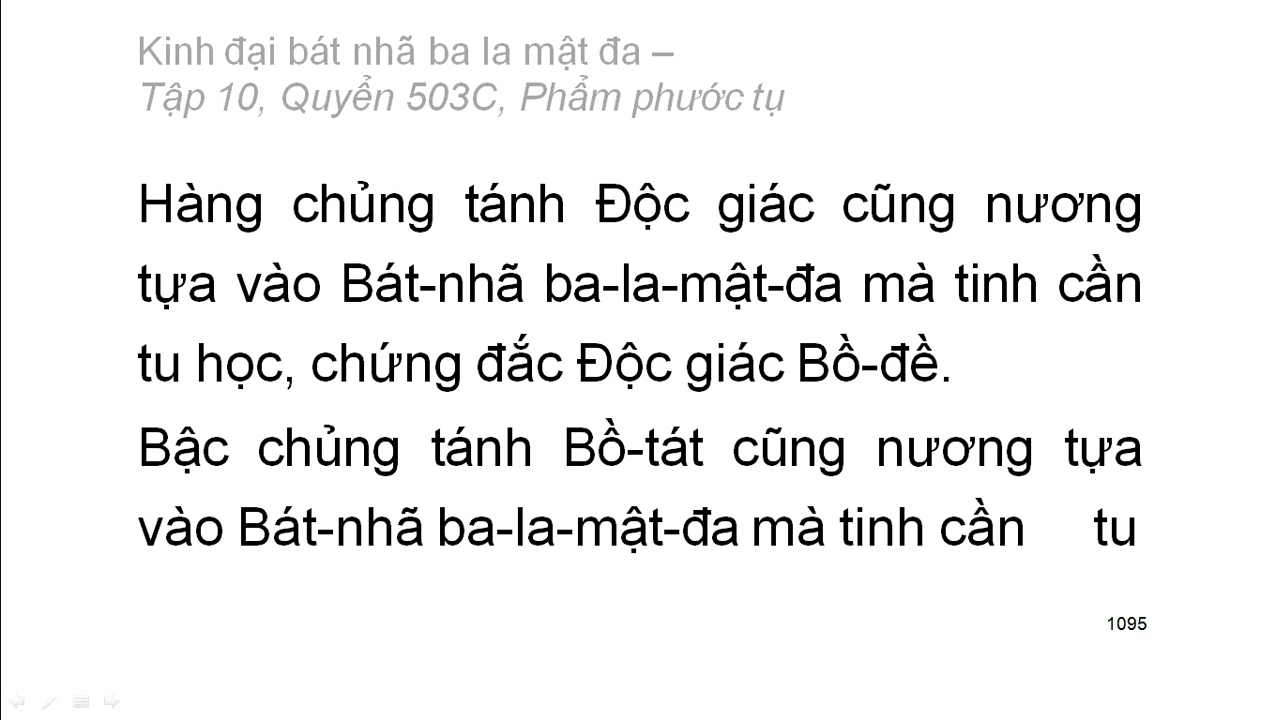 Kinh đại bát nhã ba la mật đa –
Tập 10, Quyển 503C, Phẩm phước tụ
Hàng chủng tánh Độc giác cũng nương
tựa vào Bát-nhã ba-la-mật-đa mà tinh cần
tu học, chứng đắc Độc giác Bồ-đề.
Bậc chủng tánh Bồ-tát cũng nương tựa
vào Bát-nhã ba-la-mật-đa mà tinh cần tu
1095